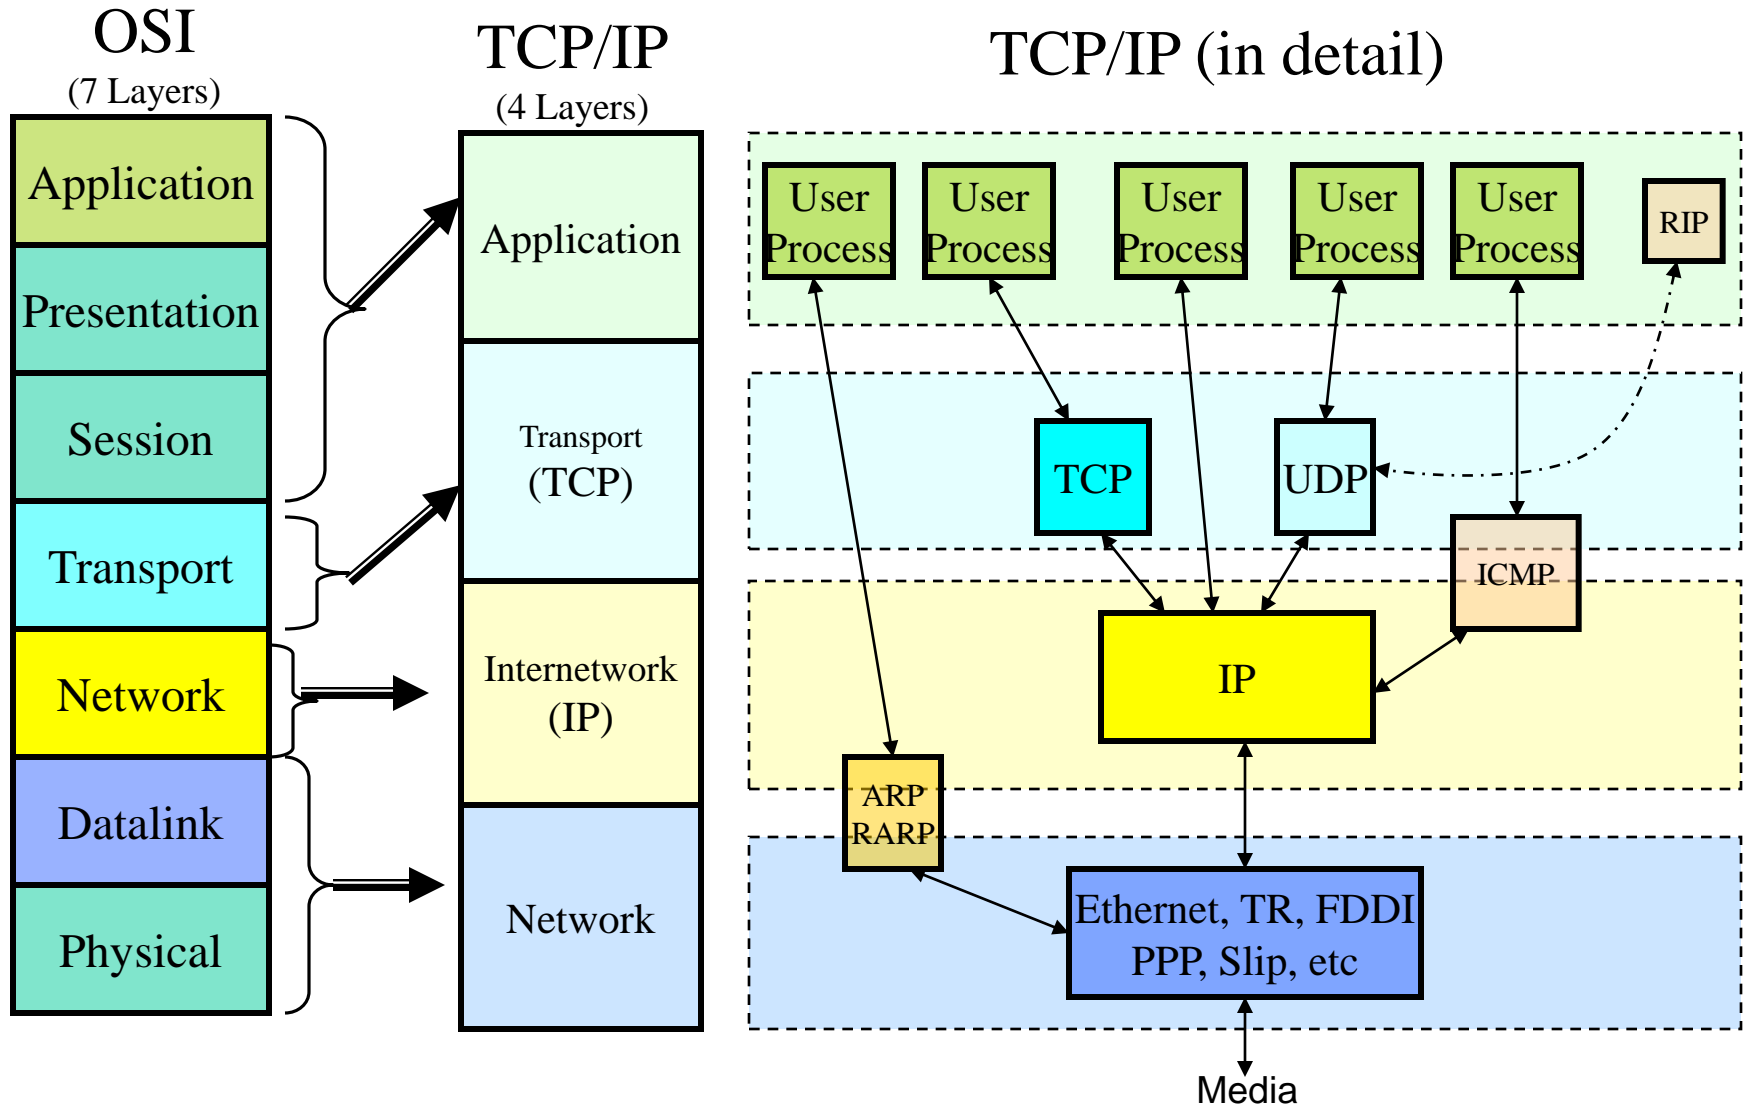 OSI
(7 Layers)
Application
Presentation
Session
Transport
Network
Datalink
Physical
TCP/IP
(4 Layers)
Application
Transport
(TCP)
Internetwork
(IP)
Network
TCP/IP (in detail)
User
Process
User
Process
User
Process
User
Process
User
Process
RIP
TCP
UDP
ICMP
IP
ARP
RARP
Ethernet, TR, FDDI
PPP, Slip, etc
Media